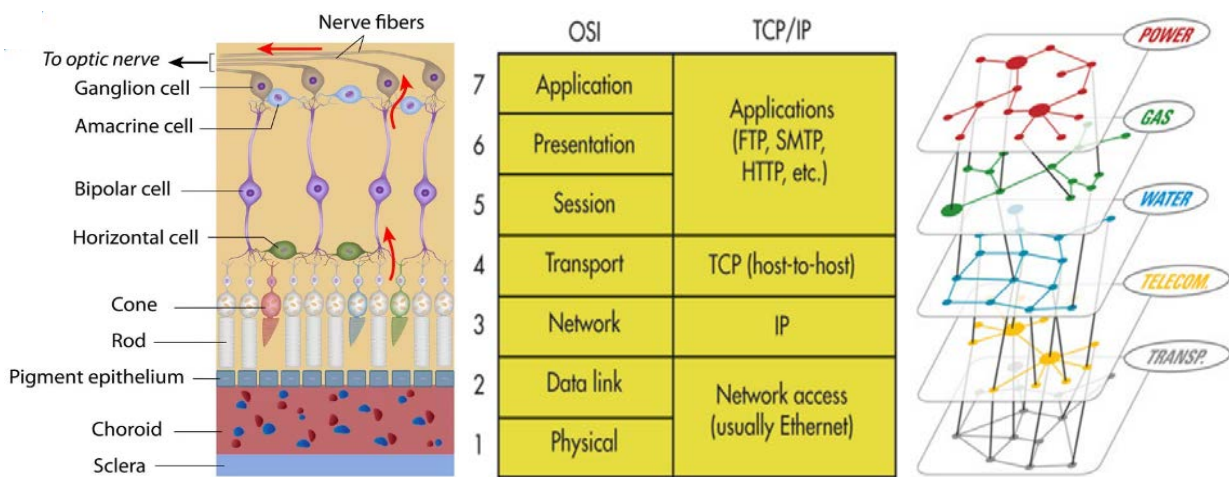 Nerve fibers
To optic nerve
Ganglion cell
Amacrine cell
Bipolar cell
Horizontal cell
Cone
Rod
Pigment epithelium
Choroid
Sclera
OSI TCP/IP
7 Application
6 Presentation
5 Session
Applications
(FTP, SMTP,
HTTP, etc.)
4 Transport TCP (host-to-host)
3 Network IP
2 Data link
1 Physical
Network access
(usually Ethernet)
POWER
GAS
WATER
TELECOM.
TRANSP.